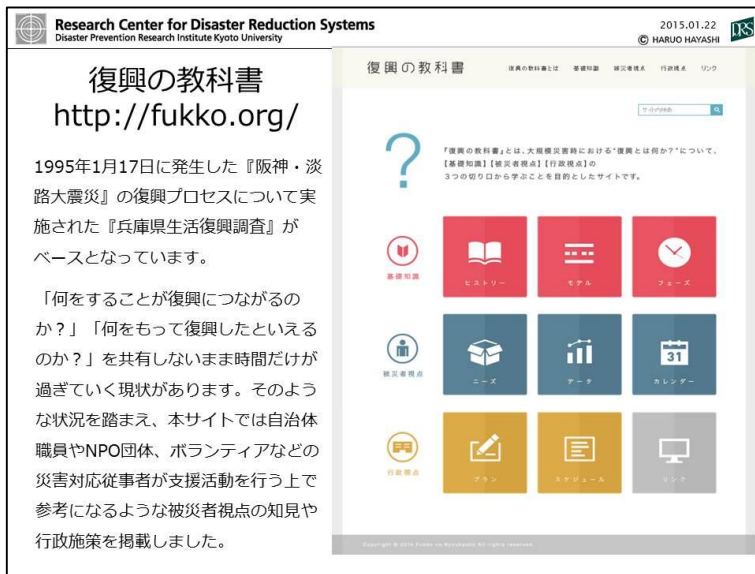 Research Center for Disaster Reduction Systems
Disaster Prevention Research Institute Kyoto University
2015.01.22
© HARUO HAYASHI
DRS
復興の教科書
http://fukko.org/
1995年1月17日に発生した『阪神・淡
路大震災』の復興プロセスについて実
施された『兵庫県生活復興調査』が
ベースとなっています。
「何をすることが復興につながるの
か？」「何をもって復興したといえる
のか？」を共有しないまま時間だけが
過ぎていく現状があります。そのよう
な状況を踏まえ、本サイトでは自治体
職員やNPO団体、ボランティアなどの
災害対応従事者が支援活動を行う上で
参考になるような被災者視点の知見や
行政施策を掲載しました。
復興の教科書
復興の教科書とは 基礎知識 被災者視点 行政視点 リンク
サイト内検索
?
『復興の教科書』とは、大規模災害時における“復興とは何か？”について、
【基礎知識】【被災者視点】【行政視点】の
3つの切り口から学ぶことを目的としたサイトです。
基礎知識
ヒストリー
モデル
フェーズ
被災者視点
ニーズ
データ
31
カレンダー
行政視点
プラン
スケジュール
リンク
Copyright © 2014 Fukko no Kyoukasho All rights reserved.